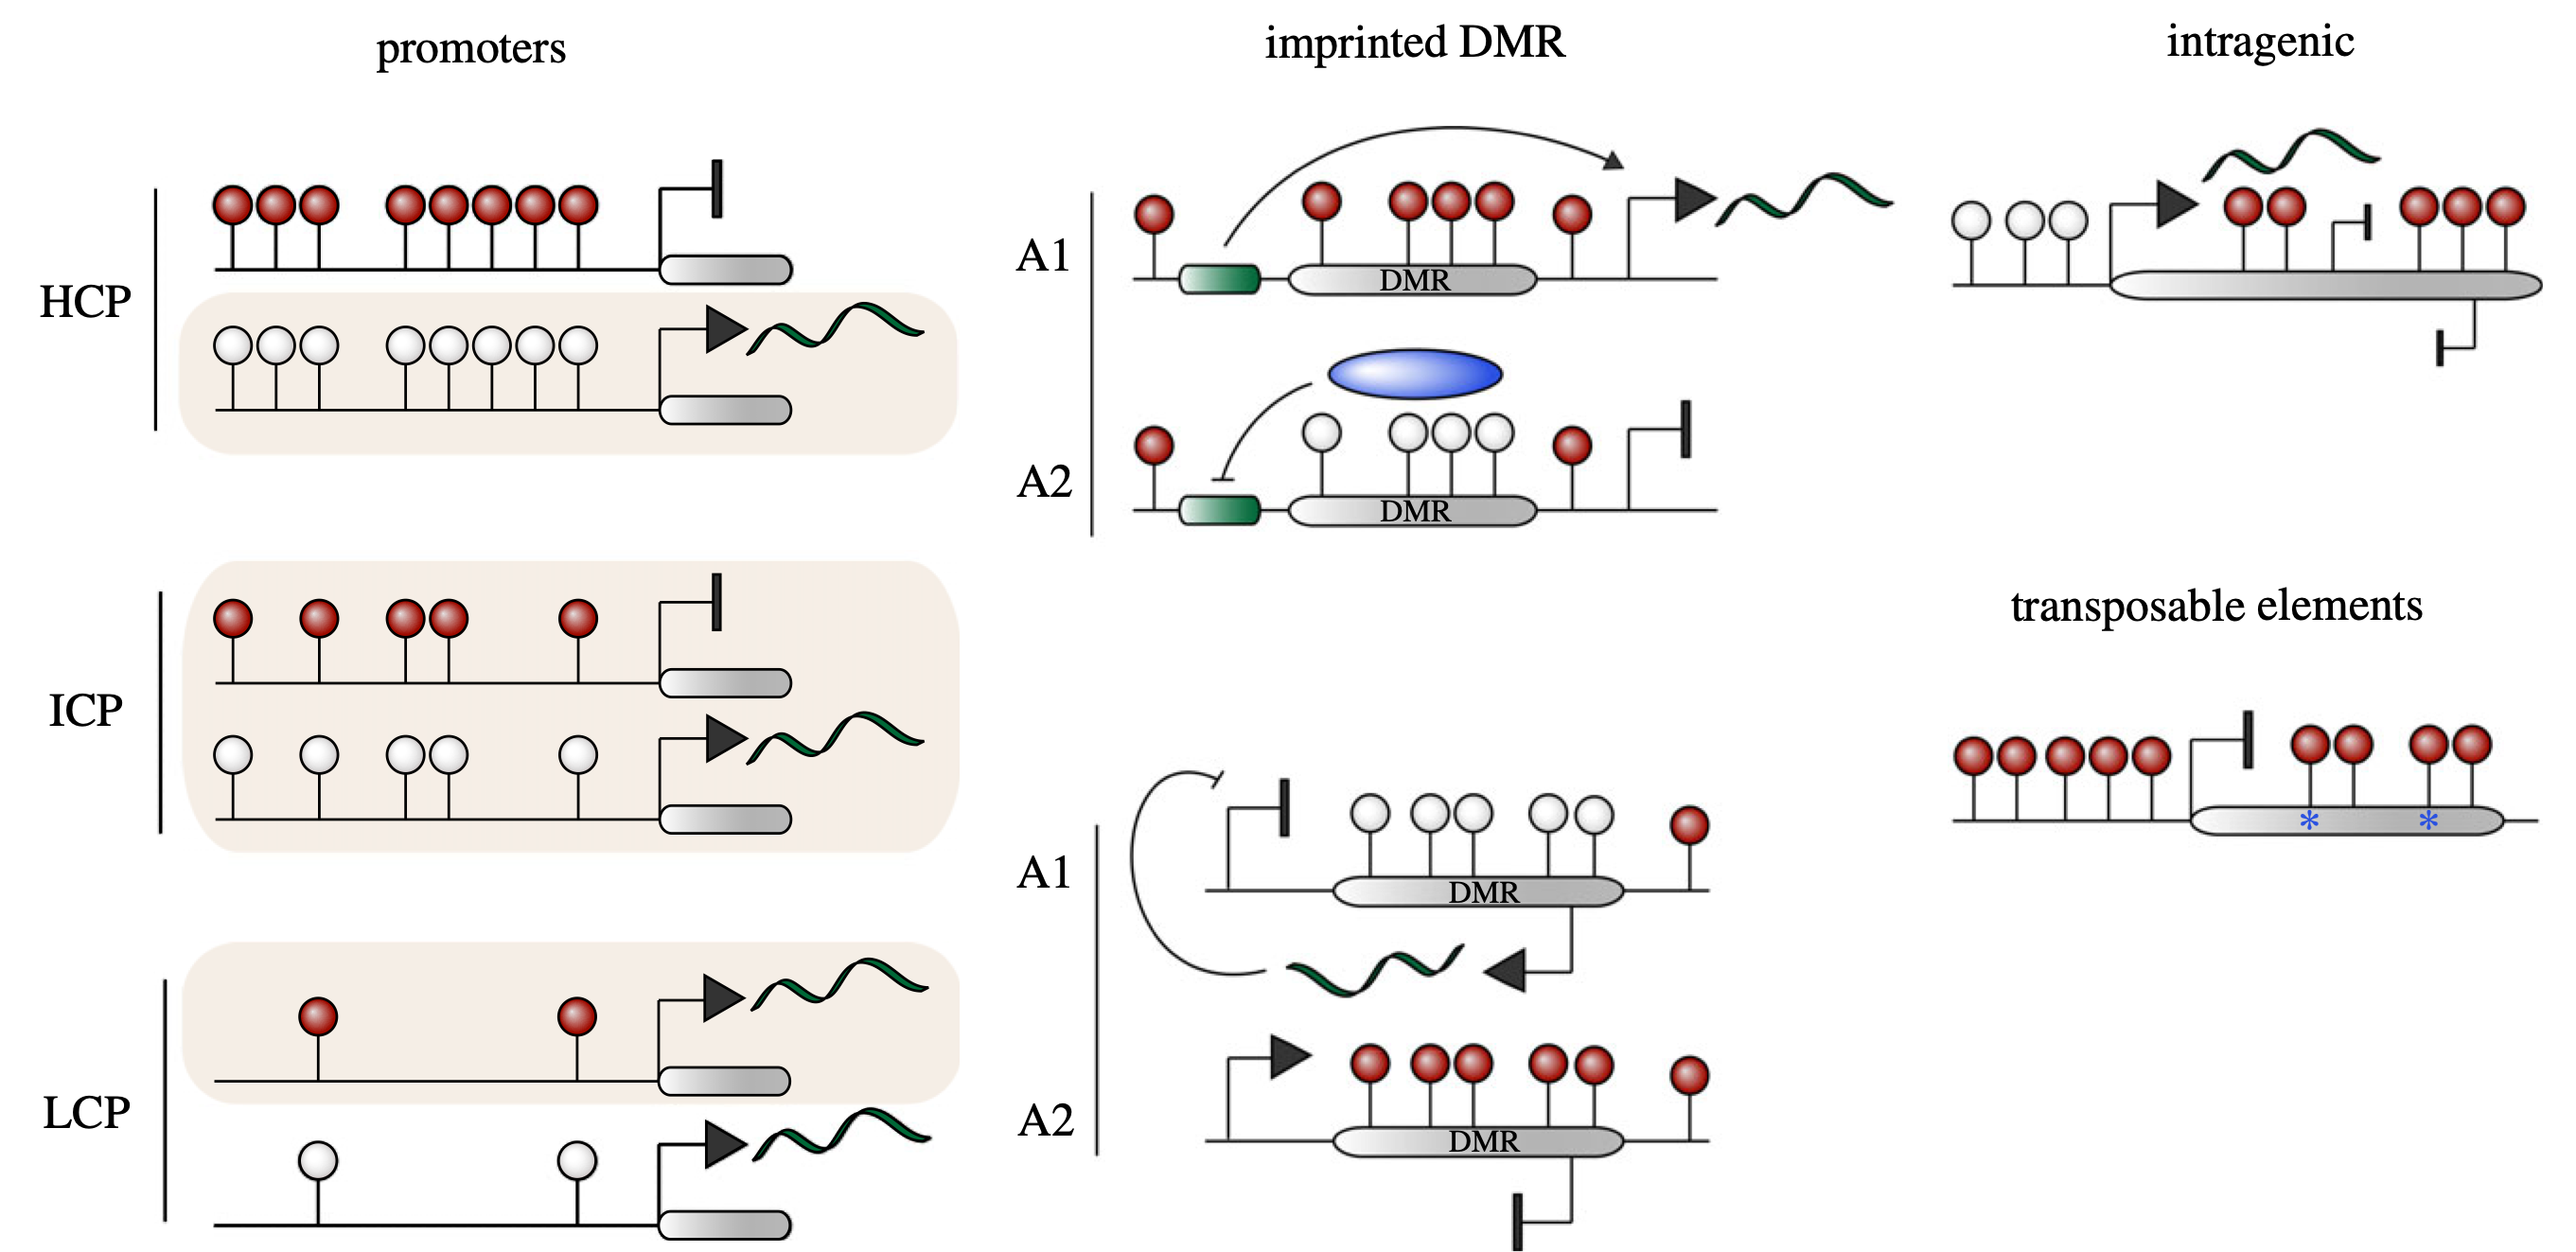 promoters
HCP
ICP
LCP
imprinted DMR
A1
DMR
A2
DMR
A1
DMR
A2
DMR
intragenic
transposable elements
* *